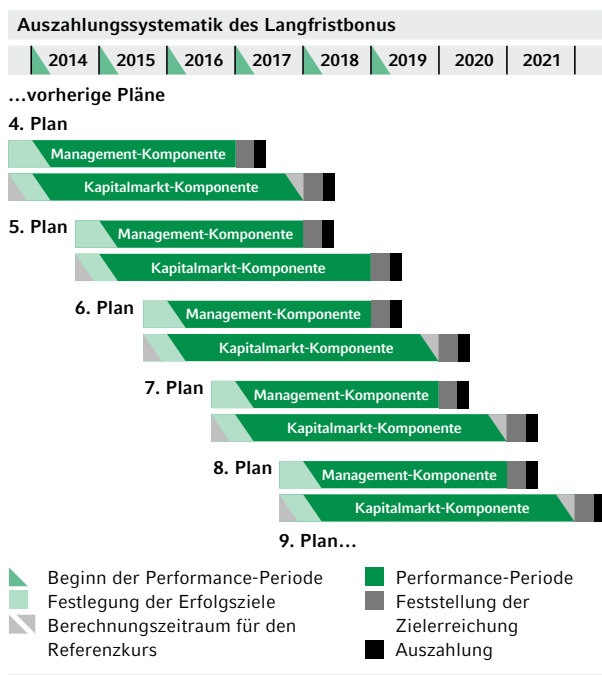 Auszahlungssystematik des Langfristbonus
2014 2015 2016 2017 2018 2019 2020 2021
...vorherige Pläne
4. Plan
Management-Komponente
Kapitalmarkt-Komponente
5. Plan
Management-Komponente
Kapitalmarkt-Komponente
6. Plan
Management-Komponente
Kapitalmarkt-Komponente
7. Plan
Management-Komponente
Kapitalmarkt-Komponente
8. Plan
Management-Komponente
Kapitalmarkt-Komponente
9. Plan...
Beginn der Performance-Periode
Festlegung der Erfolgsziele
Berechnungszeitraum für den
Referenzkurs
Performance-Periode
Feststellung der
Zielerreichung
Auszahlung